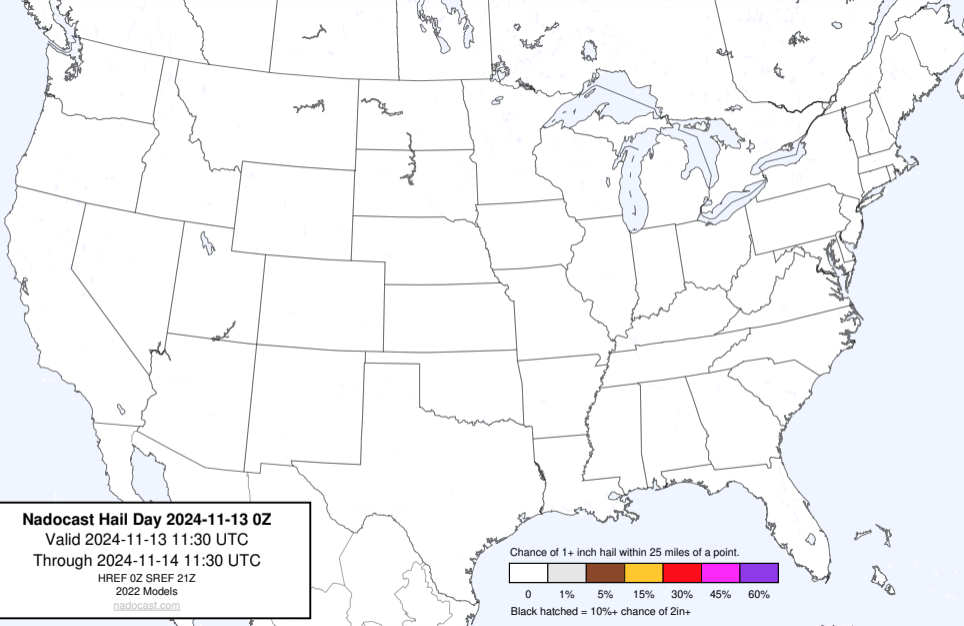 Nadocast Hail Day 2024-11-13 0Z
Valid 2024-11-13 11:30 UTC
Through 2024-11-14 11:30 UTC
HREF 0Z SREF 21Z
2022 Models
nadocast.com
Chance of 1+ inch hail within 25 miles of a point.
0 1% 5% 15% 30% 45% 60%
Black hatched = 10%+ chance of 2in+